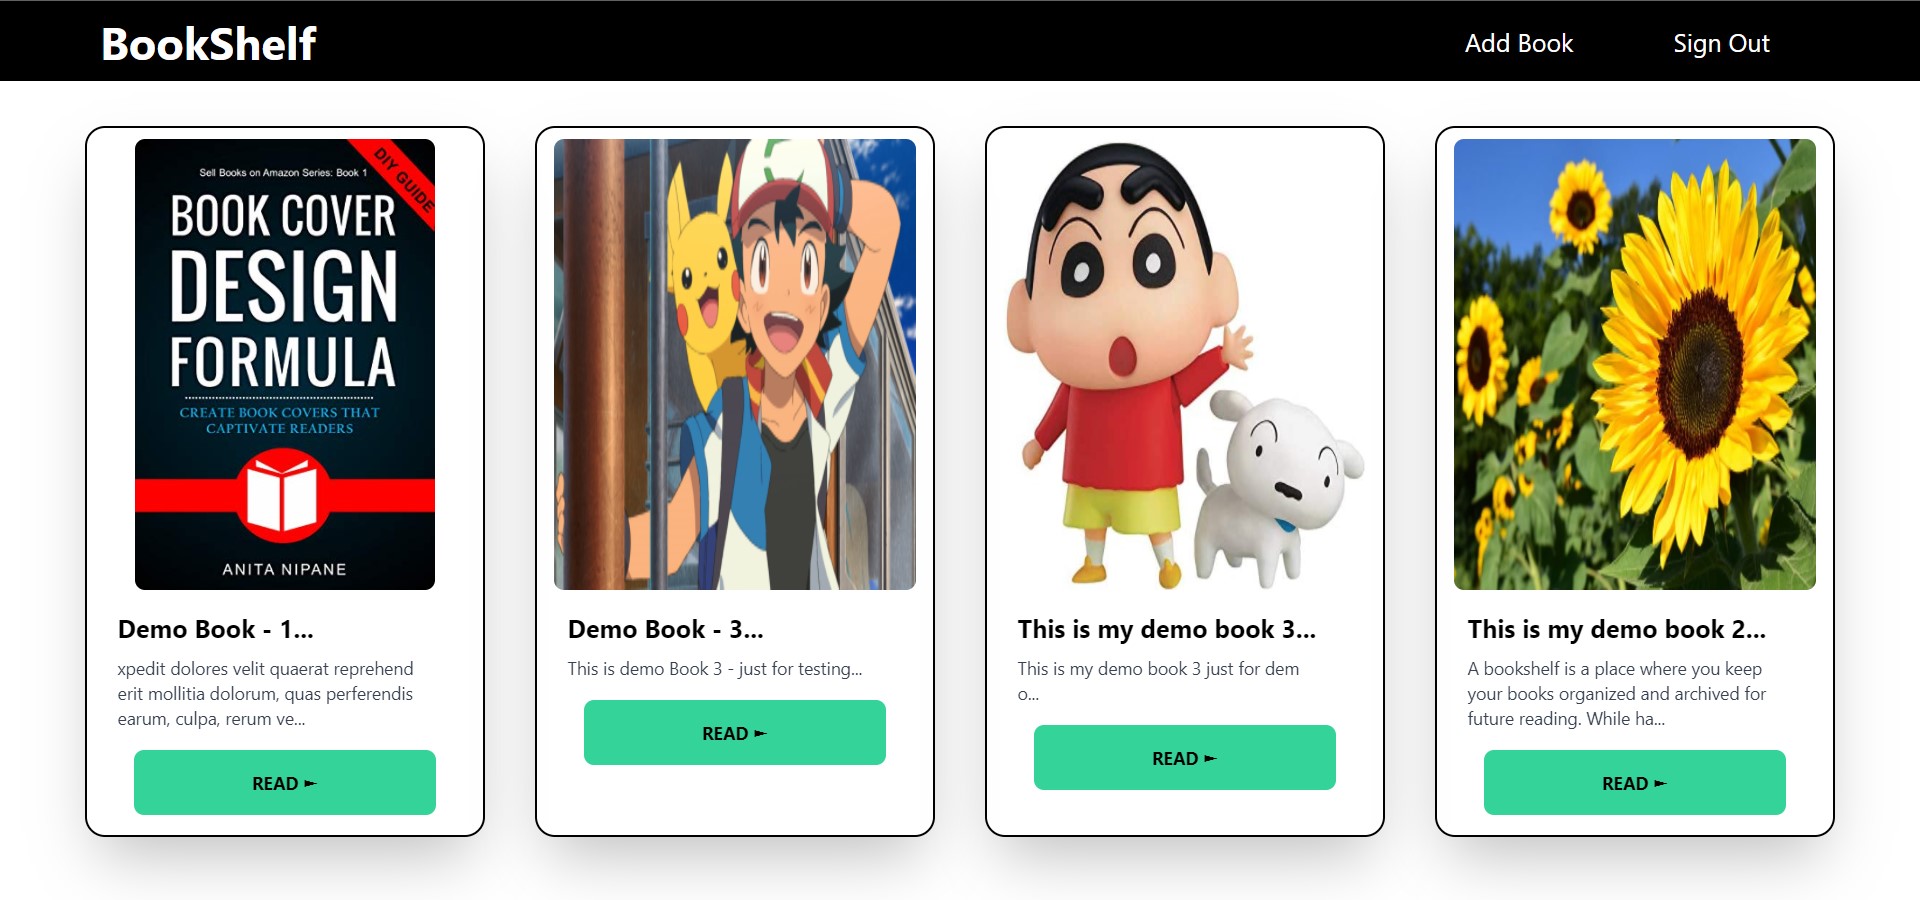 BookShelf
Add Book
Sign Out
Sell Books on Amazon Series: Book 1
DIY GUIDE
BOOK COVER
DESIGN
FORMULA
CREATE BOOK COVERS THAT
CAPTIVATE READERS
ANITA NIPANE
Demo Book - 1...
xpedit dolores velit quaerat reprehend
erit mollitia dolorum, quas perferendis
earum, culpa, rerum ve...
READ ►
Demo Book - 3...
This is demo Book 3 - just for testing...
READ ►
This is my demo book 3...
This is my demo book 3 just for dem
o...
READ ►
This is my demo book 2...
A bookshelf is a place where you keep
your books organized and archived for
future reading. While ha...
READ ►